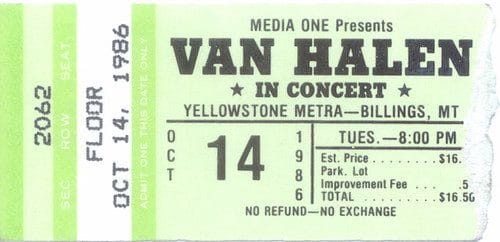 SEC ROW SEAT
2062
FLOOR
OCT 14, 1986
ADMIT ONE THIS DATE ONLY
MEDIA ONE Presents
VAN HALEN
★ IN CONCERT ★
YELLOWSTONE METRA—BILLINGS, MT
OCT
14
1986
TUES.—8:00 PM
Est. Price . . . . . . . . . $16.
Park. Lot
Improvement Fee . . . . .5
TOTAL . . . . . . . . . . . $16.50
NO REFUND—NO EXCHANGE